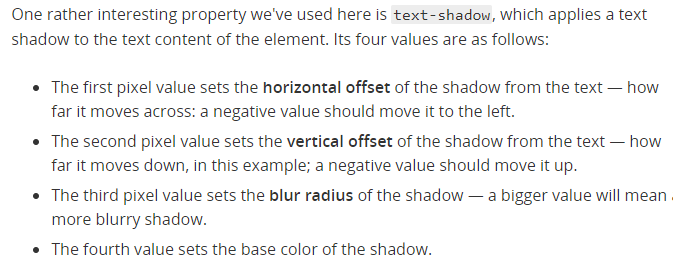 One rather interesting property we've used here is text-shadow, which applies a text
shadow to the text content of the element. Its four values are as follows:
The first pixel value sets the horizontal offset of the shadow from the text — how
far it moves across: a negative value should move it to the left.
The second pixel value sets the vertical offset of the shadow from the text — how
far it moves down, in this example; a negative value should move it up.
The third pixel value sets the blur radius of the shadow — a bigger value will mean
more blurry shadow.
The fourth value sets the base color of the shadow.